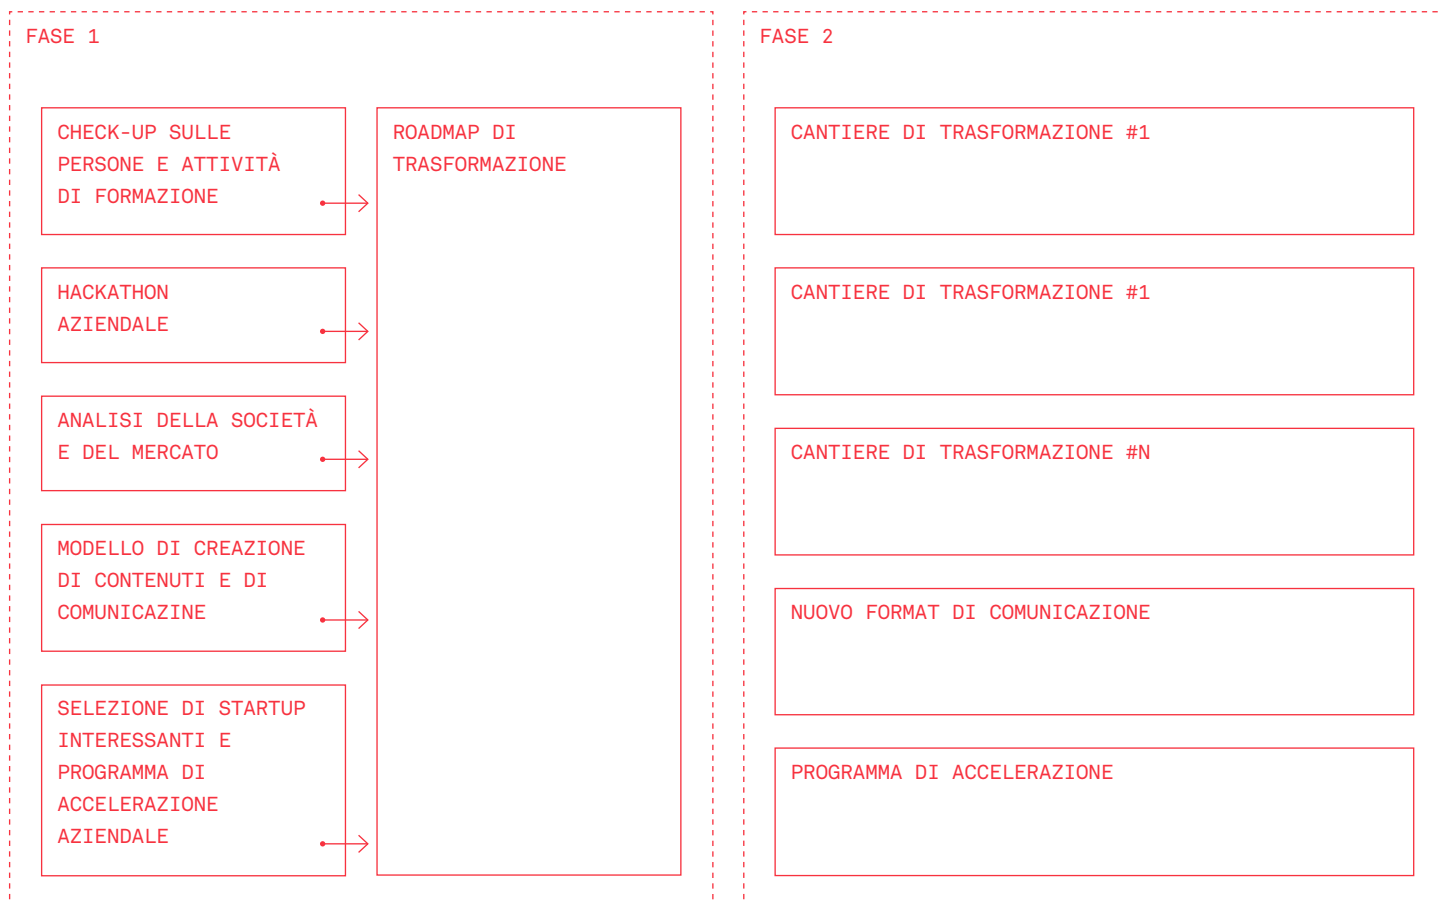 FASE 1
CHECK-UP SULLE
PERSONE E ATTIVITÀ
DI FORMAZIONE
HACKATHON
AZIENDALE
ANALISI DELLA SOCIETÀ
E DEL MERCATO
MODELLO DI CREAZIONE
DI CONTENUTI E DI
COMUNICAZINE
SELEZIONE DI STARTUP
INTERESSANTI E
PROGRAMMA DI
ACCELERAZIONE
AZIENDALE
ROADMAP DI
TRASFORMAZIONE
FASE 2
CANTIERE DI TRASFORMAZIONE #1
CANTIERE DI TRASFORMAZIONE #1
CANTIERE DI TRASFORMAZIONE #N
NUOVO FORMAT DI COMUNICAZIONE
PROGRAMMA DI ACCELERAZIONE